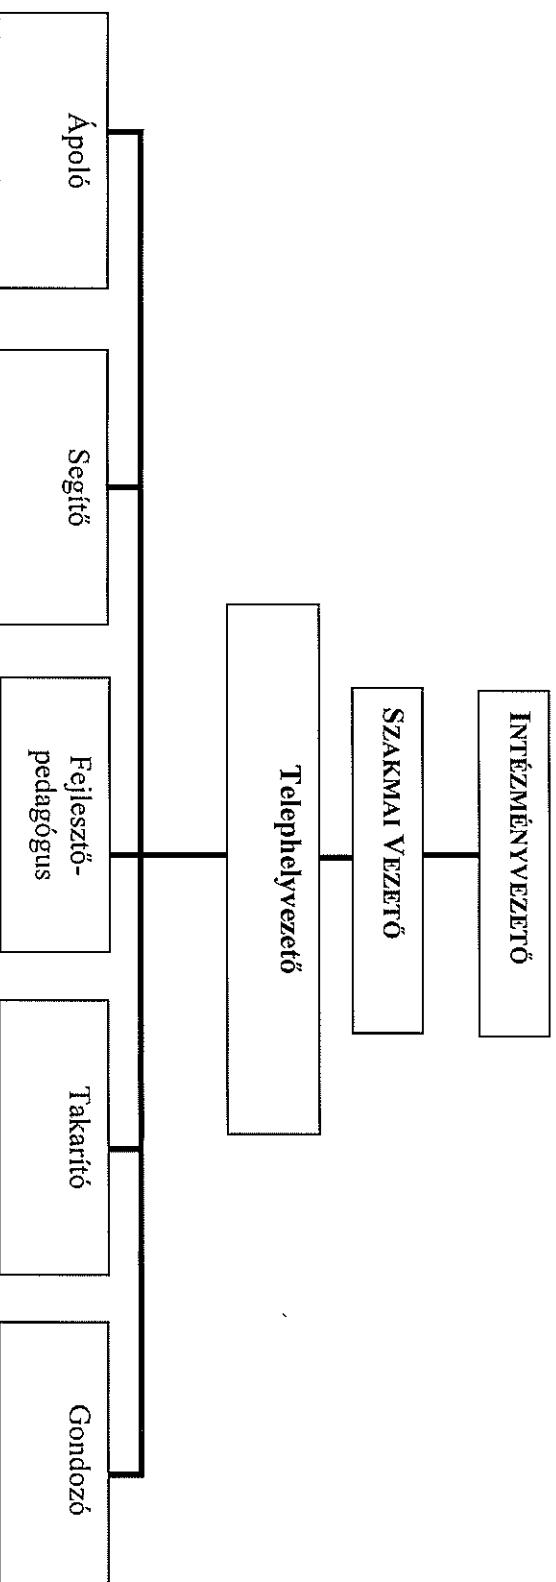 INTÉZMÉNYVEZETŐ
SZAKMAI VEZETŐ
Telephelyvezető
Ápoló
Segítő
Fejlesztő-
pedagógus
Takarító
Gondozó